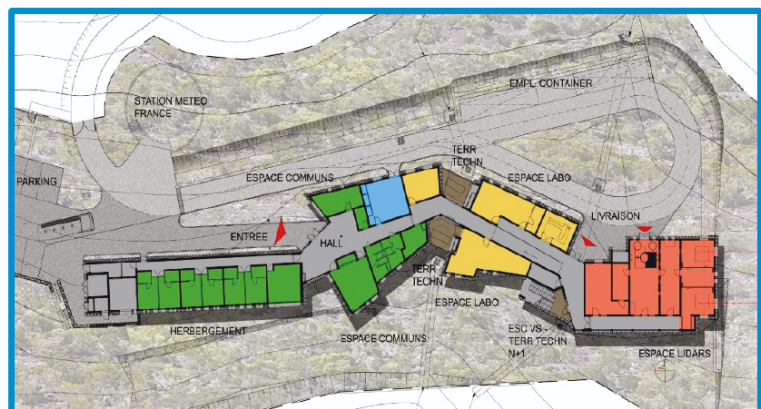 STATION METEO
FRANCE
EMPL. CONTAINER
PARKING
ESPACE COMMUNS
TERR
TECHN
ESPACE LABO
LIVRAISON
ENTREE
HALL
TERR
TECHN
HERBERGEMENT
ESPACE COMMUNS
ESPACE LABO
ESC VS -
TERR TECHN
N+1
ESPACE LIDARS